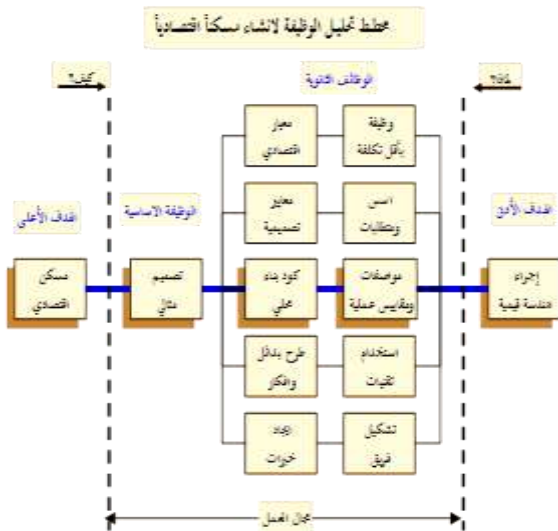 مخطط تحليل الوظيفة لانشاء مسكناً اقتصادياً
كيف؟
الوظائف الثانوية
لماذا؟
معيار
اقتصادي
وظيفة
بأقل تكلفة
معايير
تصميمية
اسس
ومتطلبات
الهدف الأعلى
الوظيفة الاساسية
الهدف الأدنى
مسكن
اقتصادي
تصميم
مثالي
كود بناء
محلي
مواصفات
ومقاييس عملية
إجراء
هندسة قيمية
طرح بدائل
وافكار
استخدام
تقنيات
ايجاد
خبرات
تشكيل
فريق
مجال العمل